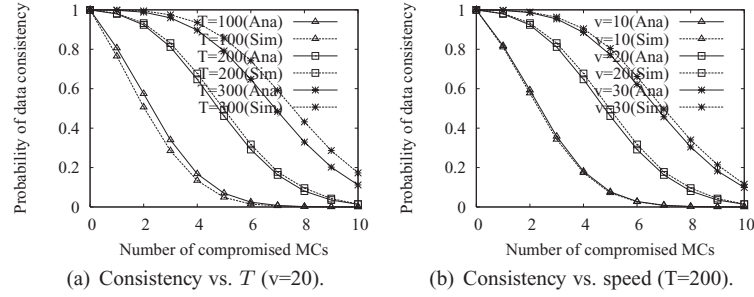 Probability of data consistency
1
0.8
0.6
0.4
0.2
0
0 2 4 6 8 10
Number of compromised MCs
T=100(Ana)
T=100(Sim)
T=200(Ana)
T=200(Sim)
T=300(Ana)
T=300(Sim)
(a) Consistency vs. T (v=20).
Probability of data consistency
1
0.8
0.6
0.4
0.2
0
0 2 4 6 8 10
Number of compromised MCs
v=10(Ana)
v=10(Sim)
v=20(Ana)
v=20(Sim)
v=30(Ana)
v=30(Sim)
(b) Consistency vs. speed (T=200).